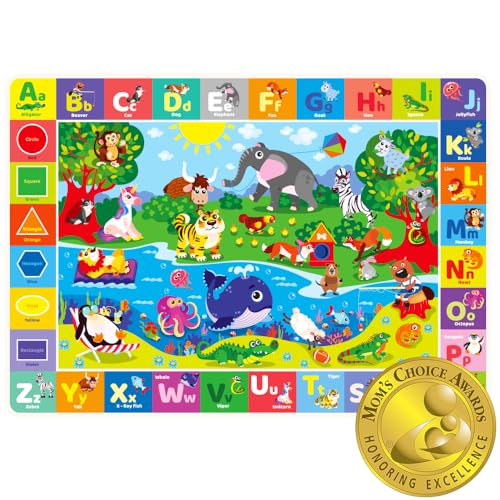 Aa
Alligator
Bb
Beaver
Cc
Cat
Dd
Dog
Ee
Elephant
Ff
Fox
Gg
Goat
Hh
Hen
Ii
Iguana
Jj
Jellyfish
Circle
Red
Kk
Koala
Square
Green
Lion
Ll
Triangle
Orange
Mm
Monkey
Hexagon
Blue
Nn
Oval
Yellow
Oo
Octopus
Rectangle
Violet
Penguin
Pp
Zz
Zebra
Yy
Yak
Xx
X-Ray Fish
Whale
Ww
Vv
Viper
Uu
Unicorn
Tiger
Tt
S
MOM'S CHOICE AWARDS
HONORING EXCELLENCE